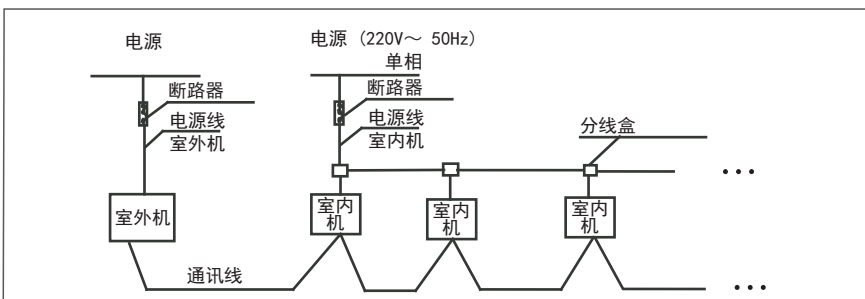 电源
电源 (220V～ 50Hz)
单相
断路器
断路器
电源线
室外机
电源线
室内机
分线盒
室外机
室内
机
室内
机
室内
机
通讯线